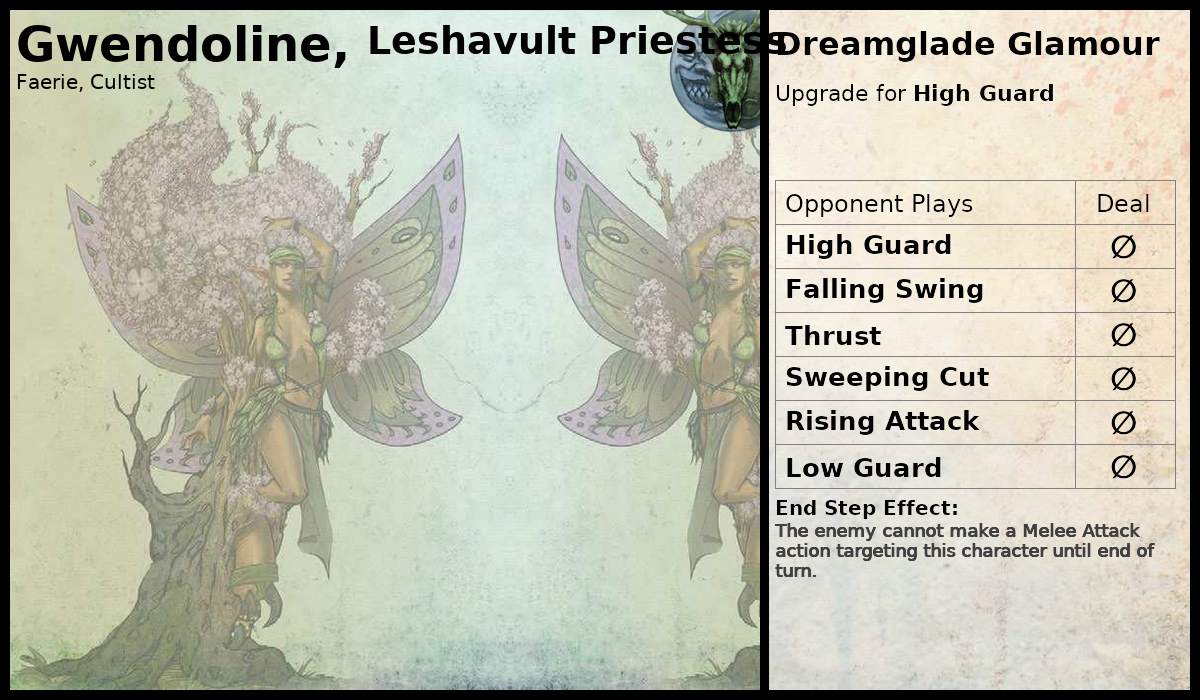 Gwendoline, Leshavult Priestess
Faerie, Cultist
Dreamglade Glamour
Upgrade for High Guard
Opponent Plays Deal
High Guard ∅
Falling Swing ∅
Thrust ∅
Sweeping Cut ∅
Rising Attack ∅
Low Guard ∅
End Step Effect:
The enemy cannot make a Melee Attack
action targeting this character until end of
turn.